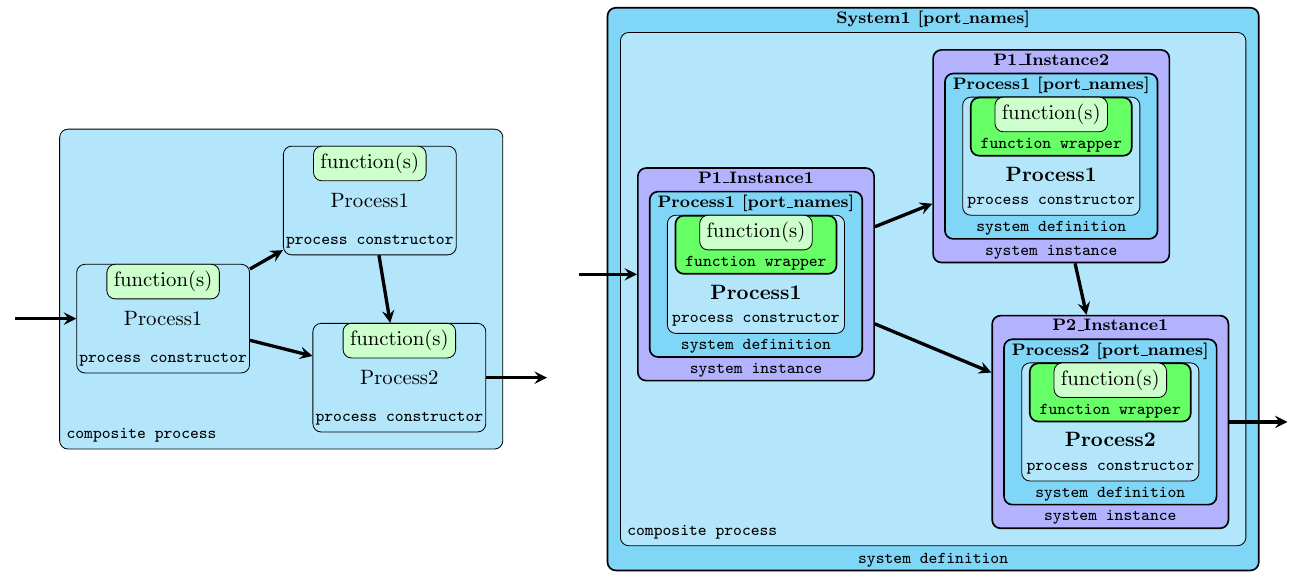 function(s)
Process1
process constructor
function(s)
Process1
process constructor
function(s)
Process2
process constructor
composite process
System1 [port_names]
P1_Instance2
Process1 [port_names]
function(s)
function wrapper
Process1
process constructor
system definition
system instance
P1_Instance1
Process1 [port_names]
function(s)
function wrapper
Process1
process constructor
system definition
system instance
P2_Instance1
Process2 [port_names]
function(s)
function wrapper
Process2
process constructor
system definition
system instance
composite process
system definition